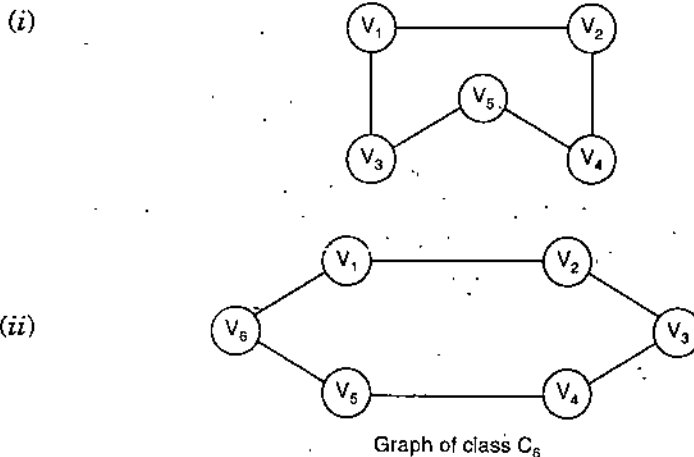 (i)
V₁ V₂
V₅
V₃ V₄
V₁ V₂
(ii) V₆ V₃
V₅ V₄
Graph of class C₆